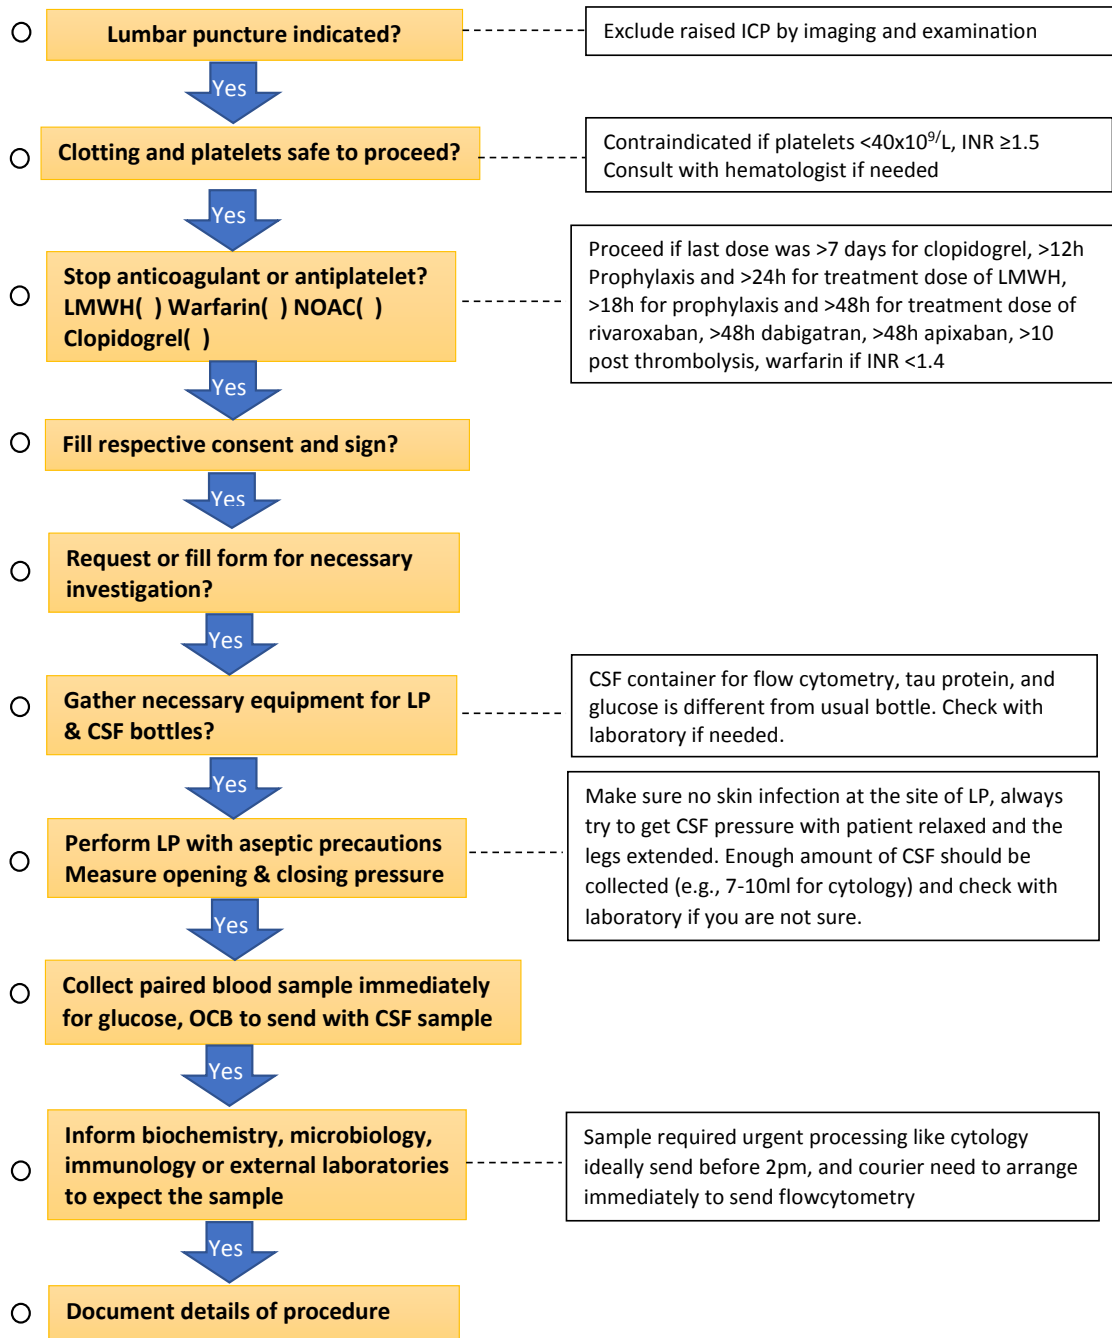 Lumbar puncture indicated?
Exclude raised ICP by imaging and examination
Yes
Clotting and platelets safe to proceed?
Contraindicated if platelets <40x10⁹/L, INR ≥1.5
Consult with hematologist if needed
Yes
Stop anticoagulant or antiplatelet?
LMWH( ) Warfarin( ) NOAC( )
Clopidogrel( )
Proceed if last dose was >7 days for clopidogrel, >12h
Prophylaxis and >24h for treatment dose of LMWH,
>18h for prophylaxis and >48h for treatment dose of
rivaroxaban, >48h dabigatran, >48h apixaban, >10
post thrombolysis, warfarin if INR <1.4
Yes
Fill respective consent and sign?
Yes
Request or fill form for necessary
investigation?
Yes
Gather necessary equipment for LP
& CSF bottles?
CSF container for flow cytometry, tau protein, and
glucose is different from usual bottle. Check with
laboratory if needed.
Yes
Perform LP with aseptic precautions
Measure opening & closing pressure
Make sure no skin infection at the site of LP, always
try to get CSF pressure with patient relaxed and the
legs extended. Enough amount of CSF should be
collected (e.g., 7-10ml for cytology) and check with
laboratory if you are not sure.
Yes
Collect paired blood sample immediately
for glucose, OCB to send with CSF sample
Yes
Inform biochemistry, microbiology,
immunology or external laboratories
to expect the sample
Sample required urgent processing like cytology
ideally send before 2pm, and courier need to arrange
immediately to send flowcytometry
Yes
Document details of procedure